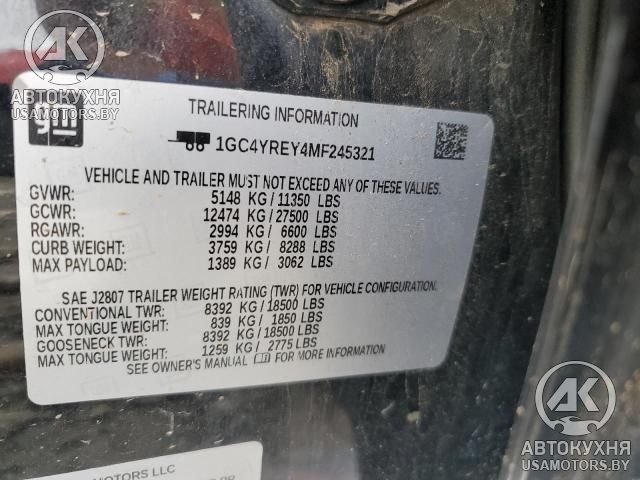 AK
АВТОКУХНЯ
USAMOTORS.BY
gm
TRAILERING INFORMATION
1GC4YREY4MF245321
VEHICLE AND TRAILER MUST NOT EXCEED ANY OF THESE VALUES.
GVWR: 5148 KG/11350 LBS
GCWR: 12474 KG/27500 LBS
RGAWR: 2994 KG/ 6600 LBS
CURB WEIGHT: 3759 KG/ 8288 LBS
MAX PAYLOAD: 1389 KG/ 3062 LBS
SAE J2807 TRAILER WEIGHT RATING (TWR) FOR VEHICLE CONFIGURATION.
CONVENTIONAL TWR: 8392 KG/18500 LBS
MAX TONGUE WEIGHT: 839 KG/ 1850 LBS
GOOSENECK TWR: 8392 KG/18500 LBS
MAX TONGUE WEIGHT: 1259 KG/ 2775 LBS
SEE OWNER'S MANUAL FOR MORE INFORMATION
AK
АВТОКУХНЯ
USAMOTORS.BY
MOTORS LLC